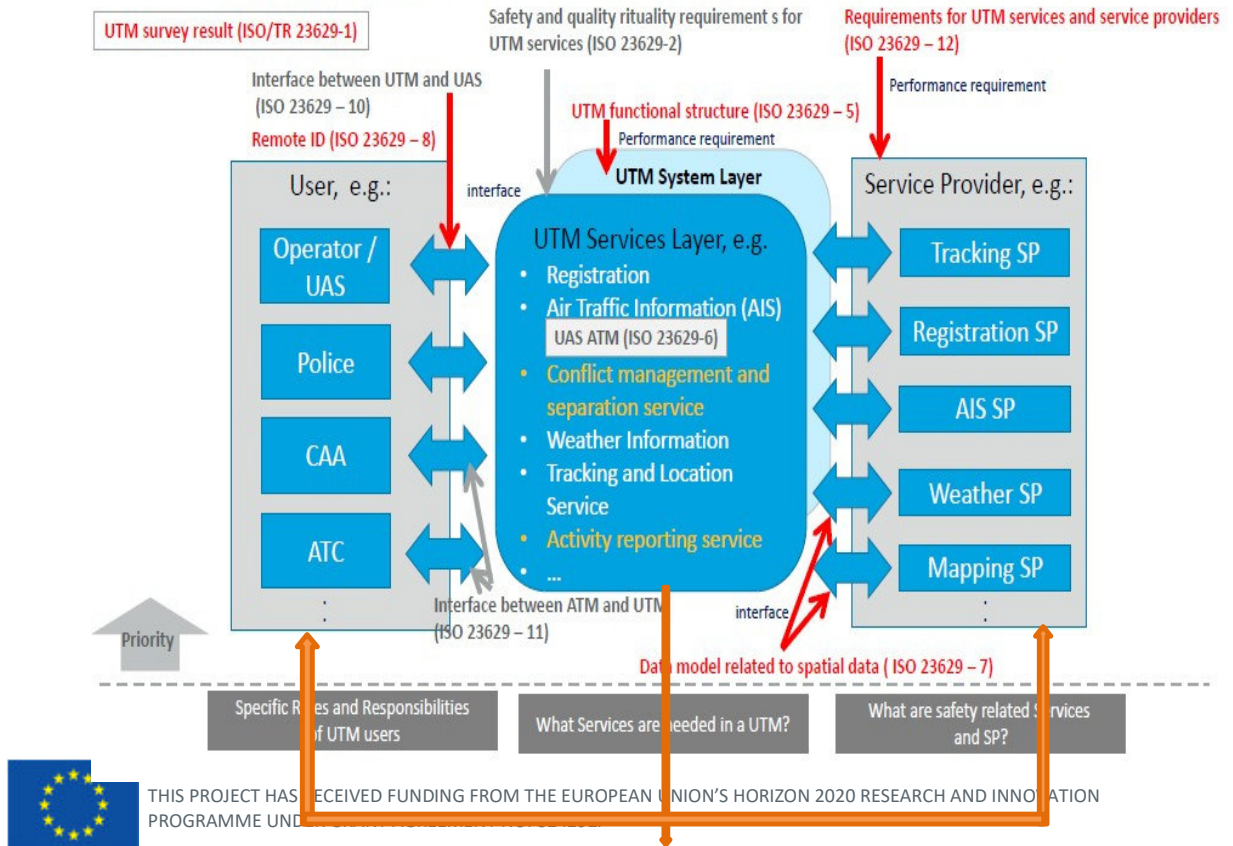 UTM survey result (ISO/TR 23629-1)
Safety and quality rituality requirement s for
UTM services (ISO 23629-2)
Requirements for UTM services and service providers
(ISO 23629 – 12)
Performance requirement
Interface between UTM and UAS
(ISO 23629 – 10)
Remote ID (ISO 23629 – 8)
UTM functional structure (ISO 23629 – 5)
Performance requirement
User, e.g.:
interface
UTM System Layer
Service Provider, e.g.:
Operator /
UAS
Police
CAA
ATC
:
UTM Services Layer, e.g.
• Registration
• Air Traffic Information (AIS)
UAS ATM (ISO 23629-6)
• Conflict management and
separation service
• Weather Information
• Tracking and Location
Service
• Activity reporting service
• ...
Tracking SP
Registration SP
AIS SP
Weather SP
Mapping SP
:
Interface between ATM and UTM
(ISO 23629 – 11)
interface
Priority
Data model related to spatial data ( ISO 23629 – 7)
Specific Roles and Responsibilities
of UTM users
What Services are needed in a UTM?
What are safety related Services
and SP?
THIS PROJECT HAS RECEIVED FUNDING FROM THE EUROPEAN UNION'S HORIZON 2020 RESEARCH AND INNOVATION
PROGRAMME UNDER